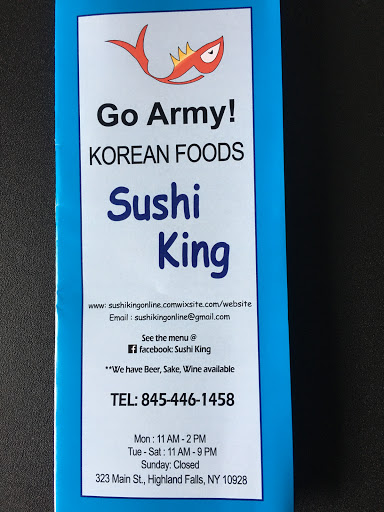 Go Army!
KOREAN FOODS
Sushi
King
www: sushikingonline.comwixsite.com/website
Email : sushikingonline@gmail.com
See the menu @
f facebook: Sushi King
**We have Beer, Sake, Wine available
TEL: 845-446-1458
Mon : 11 AM - 2 PM
Tue - Sat : 11 AM - 9 PM
Sunday: Closed
323 Main St., Highland Falls, NY 10928